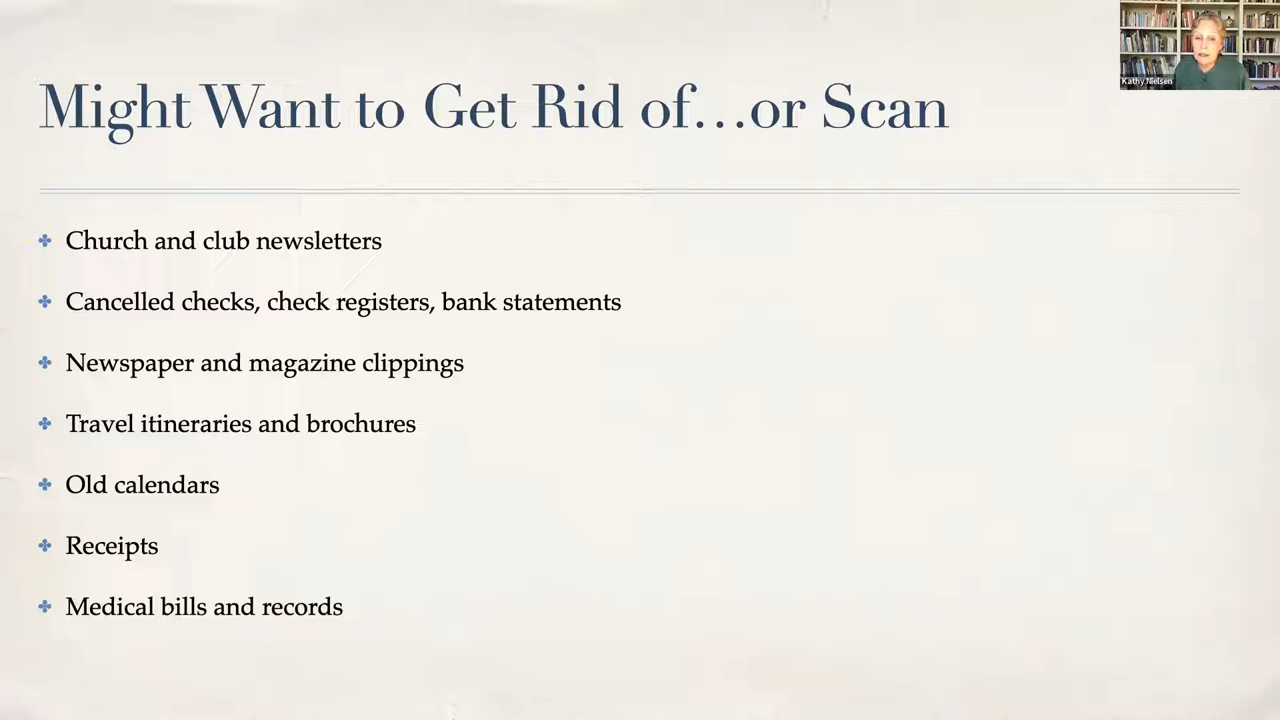 Might Want to Get Rid of…or Scan
Kathy Nielsen
Church and club newsletters
Cancelled checks, check registers, bank statements
Newspaper and magazine clippings
Travel itineraries and brochures
Old calendars
Receipts
Medical bills and records